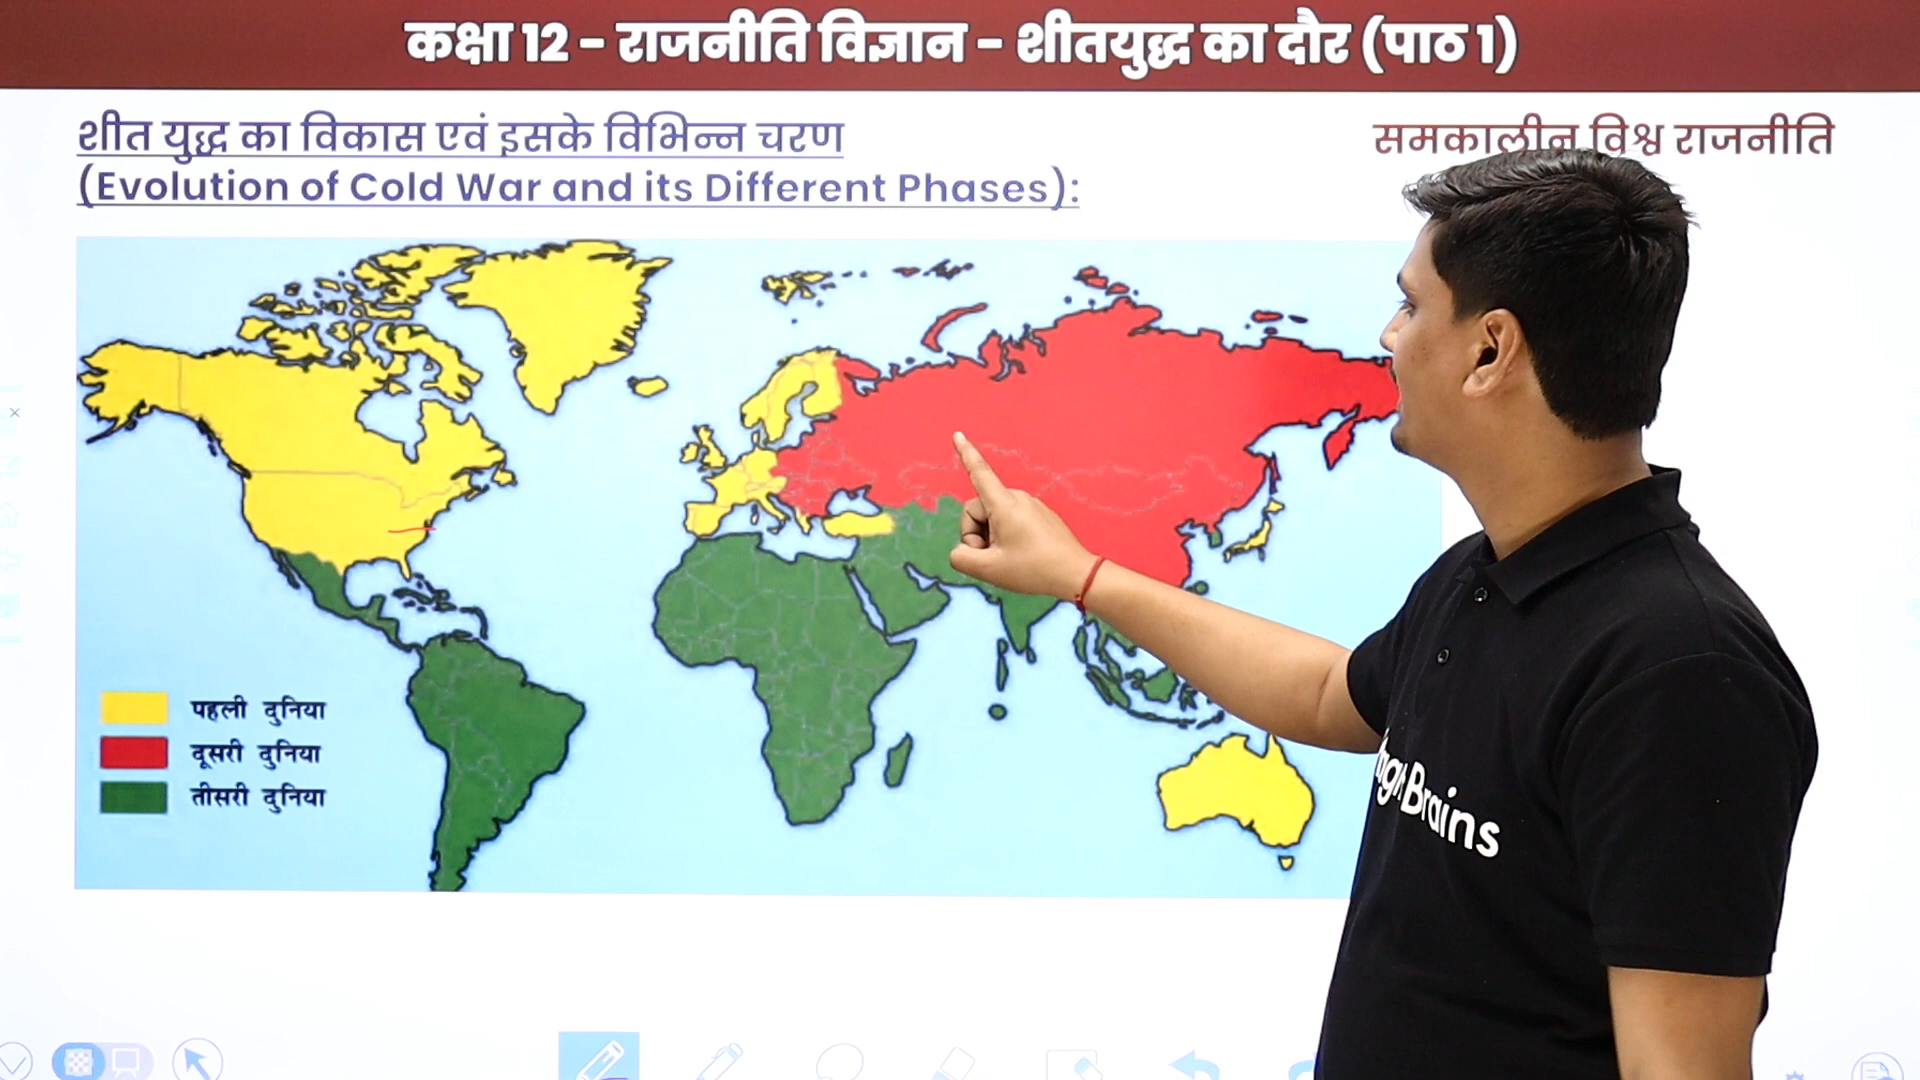 कक्षा 12 - राजनीति विज्ञान - शीतयुद्ध का दौर (पाठ 1)
शीत युद्ध का विकास एवं इसके विभिन्न चरण
(Evolution of Cold War and its Different Phases):
समकालीन विश्व राजनीति
पहली दुनिया
दूसरी दुनिया
तीसरी दुनिया
Brains